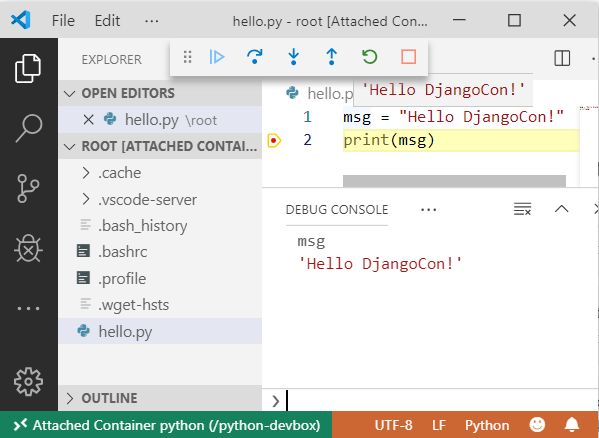 File Edit ··· hello.py - root [Attached Con…
EXPLORER
OPEN EDITORS
hello.py \root
ROOT [ATTACHED CONTAI…
.cache
.vscode-server
.bash_history
.bashrc
.profile
.wget-hsts
hello.py
OUTLINE
hello.p
'Hello DjangoCon!'
1 msg = "Hello DjangoCon!"
2 print(msg)
DEBUG CONSOLE ···
msg
'Hello DjangoCon!'
Attached Container python (/python-devbox) UTF-8 LF Python